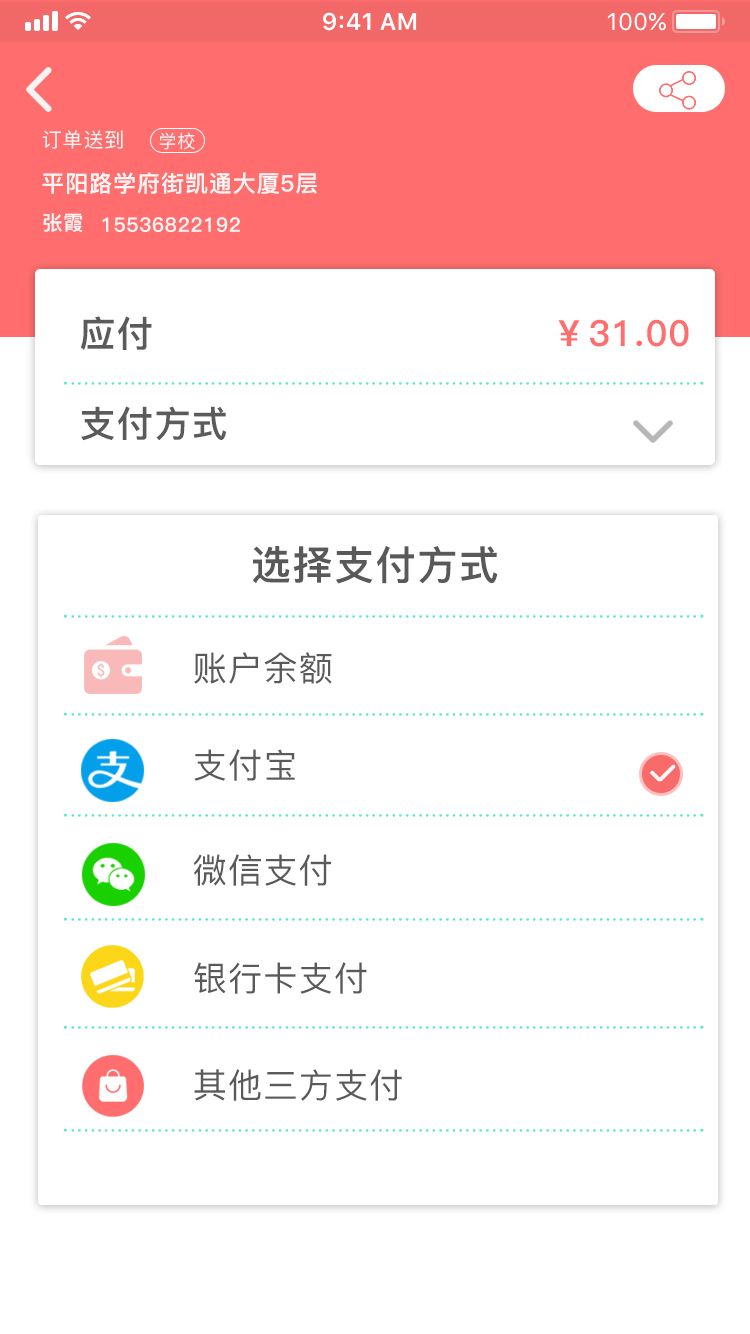 9:41 AM 100%
订单送到 学校
平阳路学府街凯通大厦5层
张霞 15536822192
应付 ¥ 31.00
支付方式
选择支付方式
账户余额
支付宝
微信支付
银行卡支付
其他三方支付